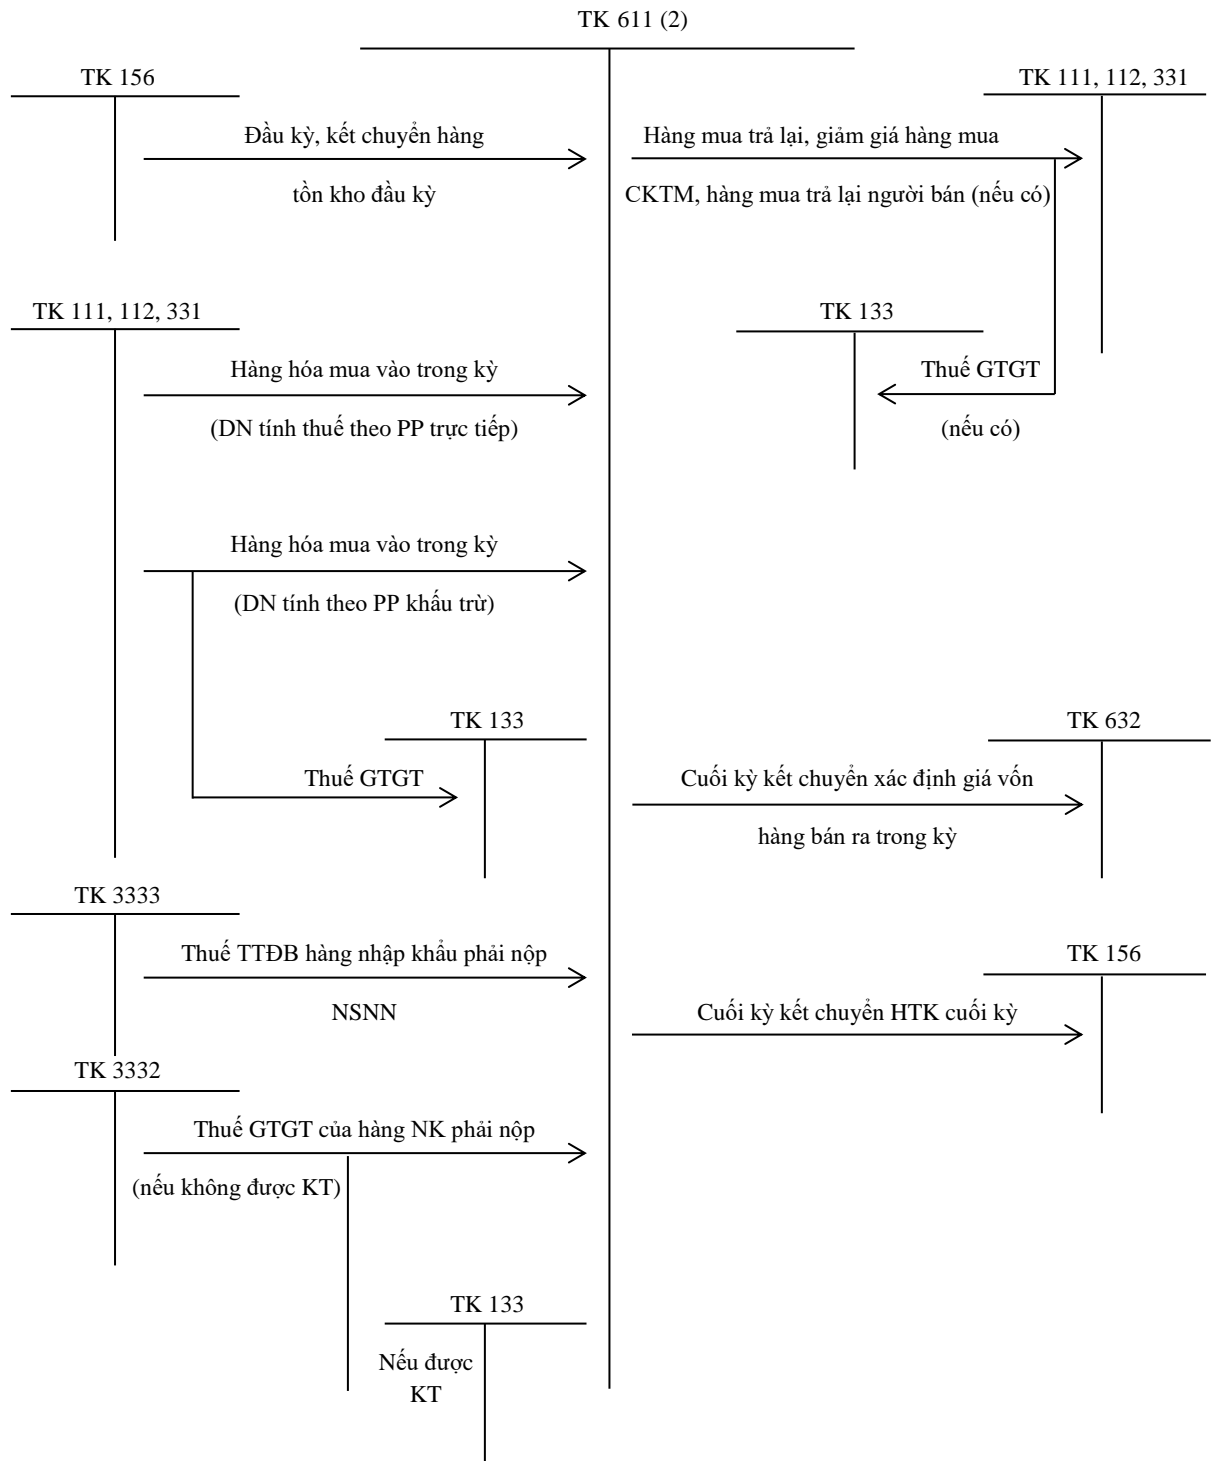 TK 611 (2)
TK 156
TK 111, 112, 331
Đầu kỳ, kết chuyển hàng
tồn kho đầu kỳ
Hàng mua trả lại, giảm giá hàng mua
CKTM, hàng mua trả lại người bán (nếu có)
TK 111, 112, 331
TK 133
Hàng hóa mua vào trong kỳ
(DN tính thuế theo PP trực tiếp)
Thuế GTGT
(nếu có)
Hàng hóa mua vào trong kỳ
(DN tính theo PP khấu trừ)
TK 133
TK 632
Thuế GTGT
Cuối kỳ kết chuyển xác định giá vốn
hàng bán ra trong kỳ
TK 3333
Thuế TTĐB hàng nhập khẩu phải nộp
NSNN
TK 156
Cuối kỳ kết chuyển HTK cuối kỳ
TK 3332
Thuế GTGT của hàng NK phải nộp
(nếu không được KT)
TK 133
Nếu được
KT